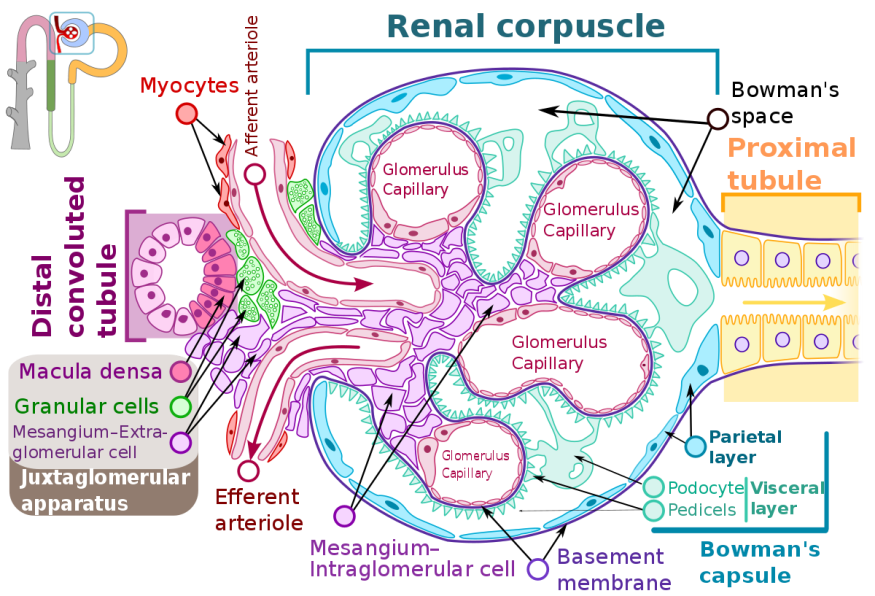 Renal corpuscle
Myocytes
Afferent arteriole
Bowman's
space
Proximal
tubule
Glomerulus
Capillary
Glomerulus
Capillary
Distal
convoluted
tubule
Glomerulus
Capillary
Macula densa
Granular cells
Mesangium–Extra-
glomerular cell
Juxtaglomerular
apparatus
Efferent
arteriole
Glomerulus
Capillary
Parietal
layer
Podocyte
Pedicels
Visceral
layer
Mesangium–
Intraglomerular cell
Basement
membrane
Bowman's
capsule